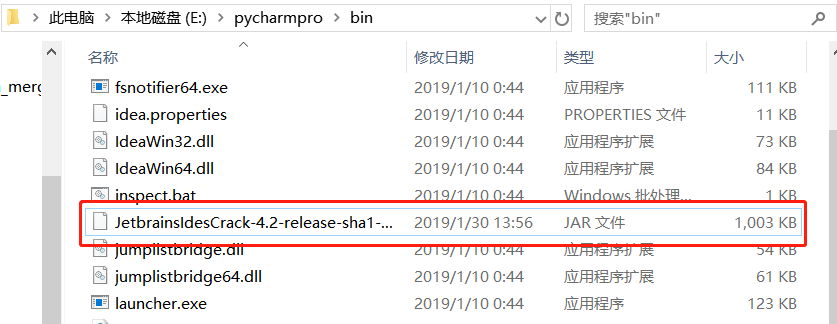 此电脑 > 本地磁盘 (E:) > pycharmpro > bin
搜索"bin"
名称 修改日期 类型 大小
fsnotifier64.exe 2019/1/10 0:44 应用程序 111 KB
_merg
idea.properties 2019/1/10 0:44 PROPERTIES 文件 11 KB
IdeaWin32.dll 2019/1/10 0:44 应用程序扩展 73 KB
IdeaWin64.dll 2019/1/10 0:44 应用程序扩展 84 KB
inspect.bat 2019/1/10 0:44 Windows 批处理... 1 KB
JetbrainsIdesCrack-4.2-release-sha1-... 2019/1/30 13:56 JAR 文件 1,003 KB
jumplistbridge.dll 2019/1/10 0:44 应用程序扩展 54 KB
jumplistbridge64.dll 2019/1/10 0:44 应用程序扩展 61 KB
launcher.exe 2019/1/10 0:44 应用程序 123 KB